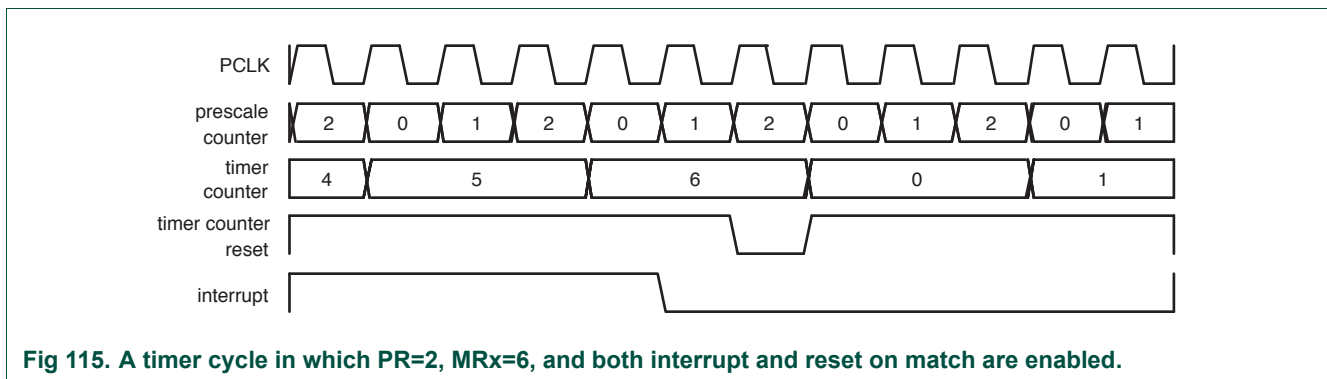 PCLK
prescale
counter
2 0 1 2 0 1 2 0 1 2 0 1
timer
counter
4 5 6 0 1
timer counter
reset
interrupt
Fig 115. A timer cycle in which PR=2, MRx=6, and both interrupt and reset on match are enabled.